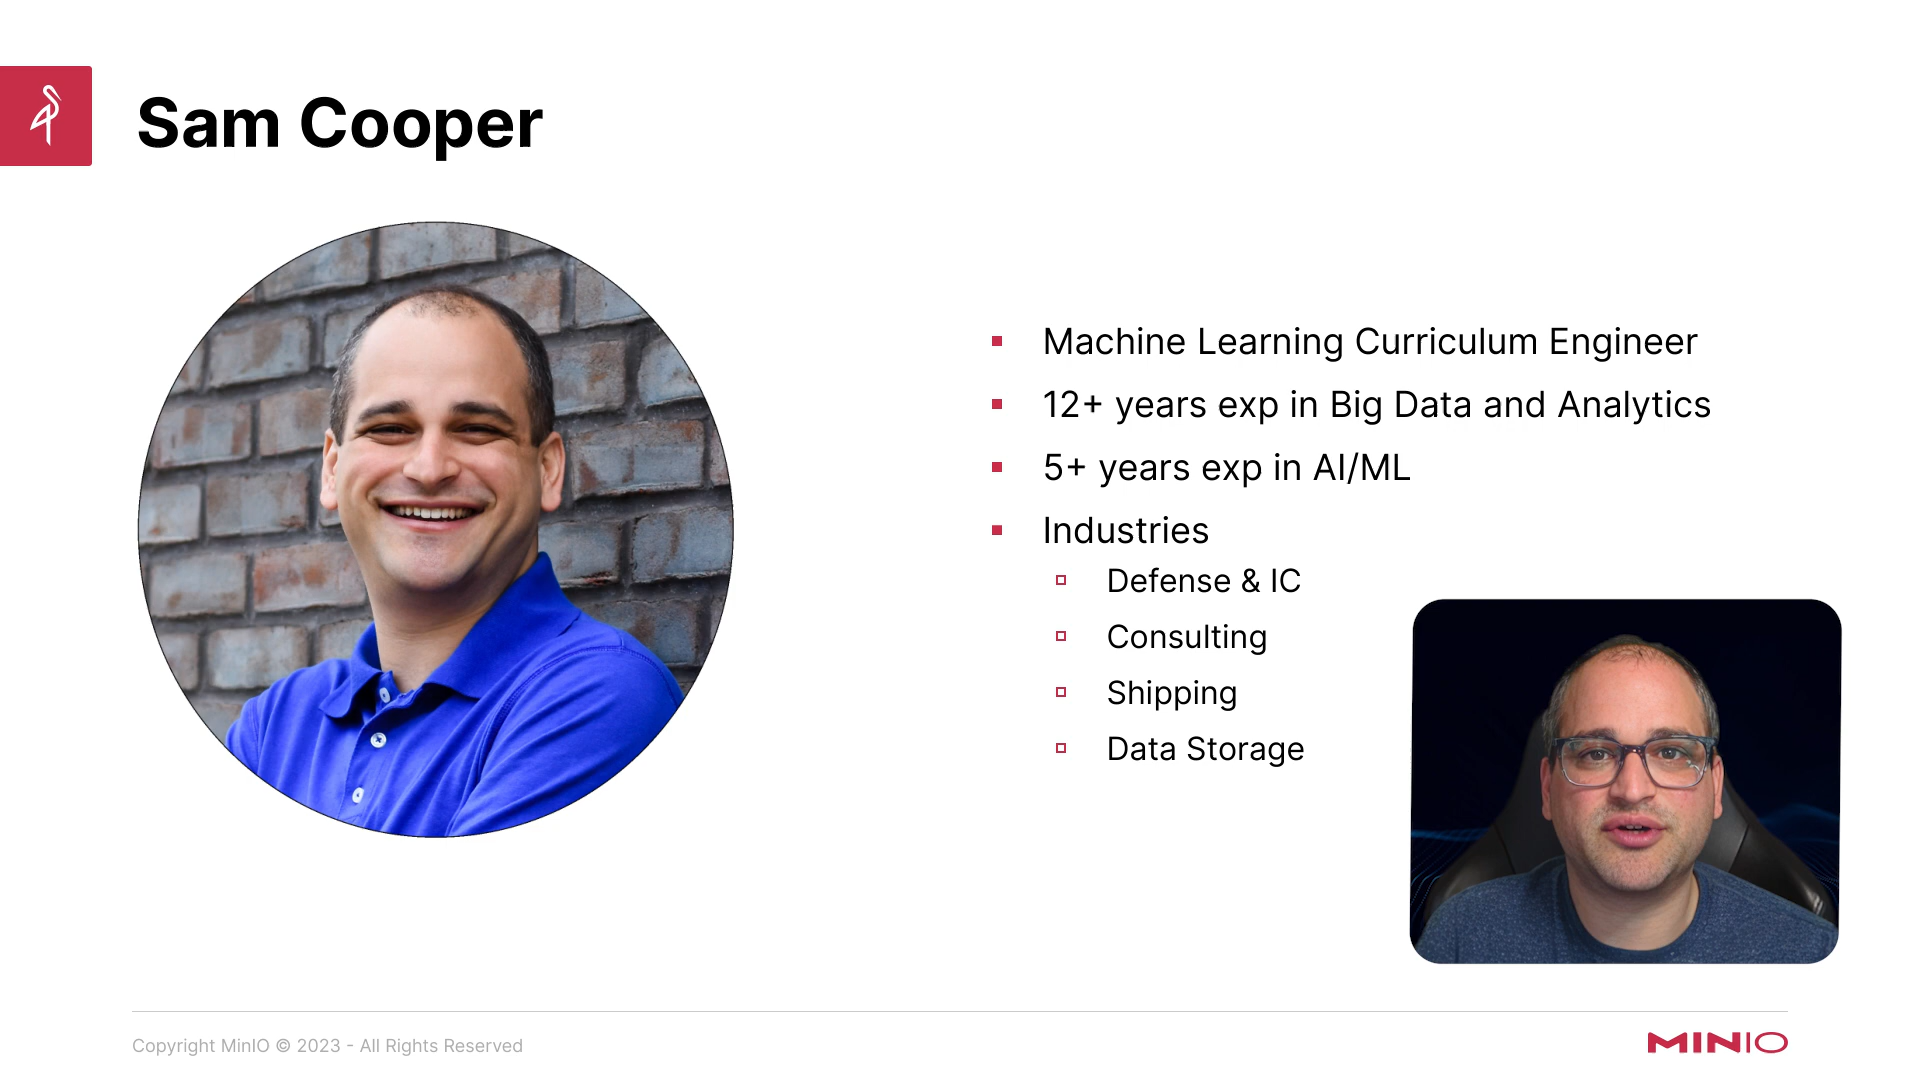 Sam Cooper
Machine Learning Curriculum Engineer
12+ years exp in Big Data and Analytics
5+ years exp in AI/ML
Industries
Defense & IC
Consulting
Shipping
Data Storage
Copyright MinIO © 2023 - All Rights Reserved
MINIO